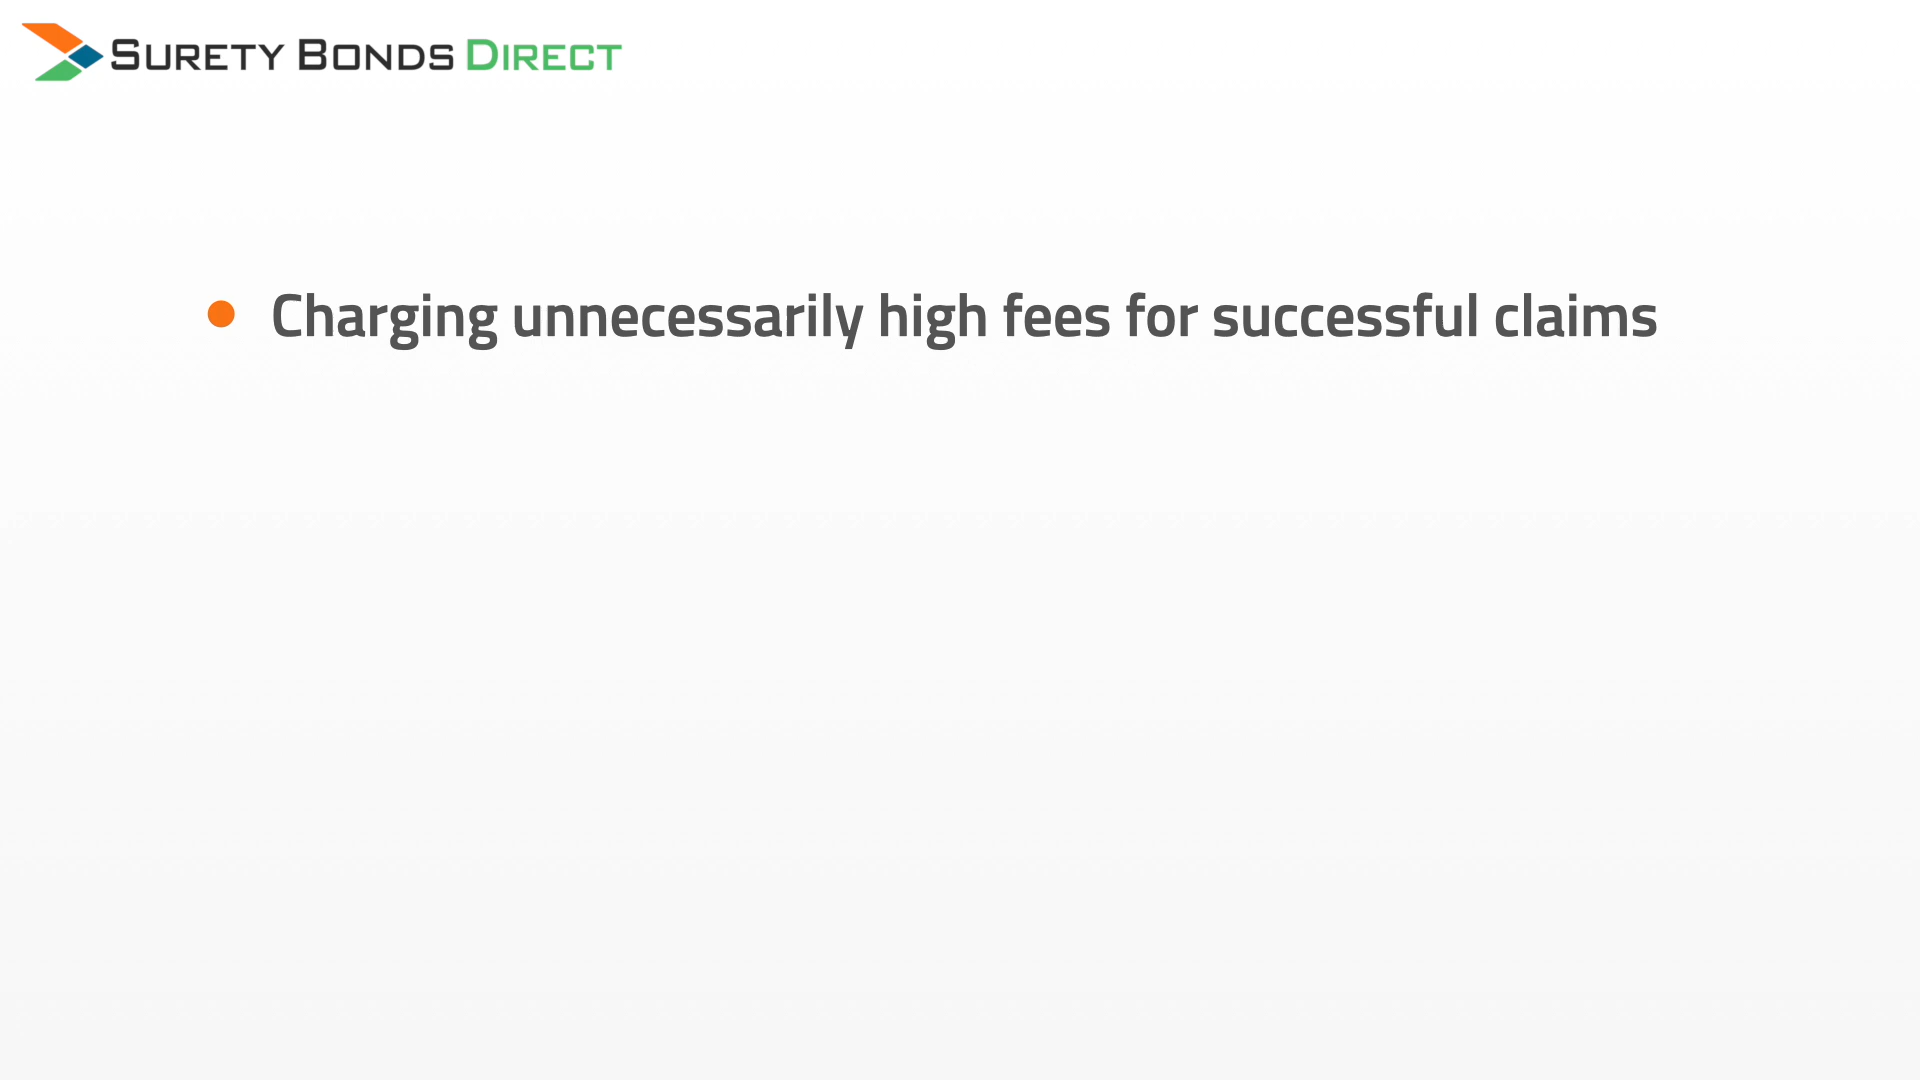 SURETY BONDS DIRECT
• Charging unnecessarily high fees for successful claims